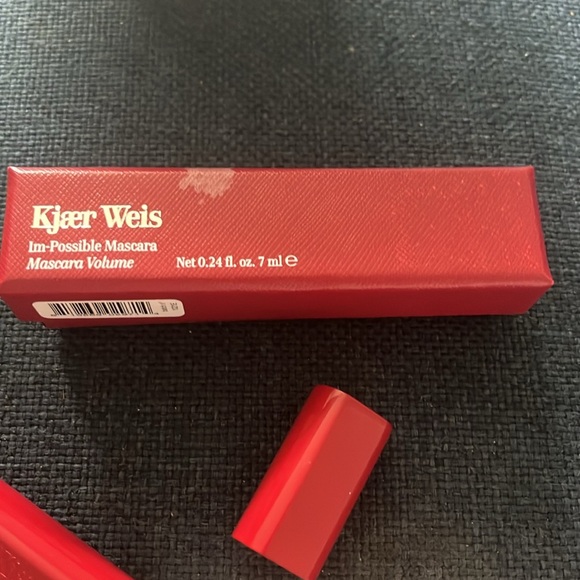 Kjær Weis
Im-Possible Mascara
Mascara Volume
Net 0.24 fl. oz. 7 ml ℮